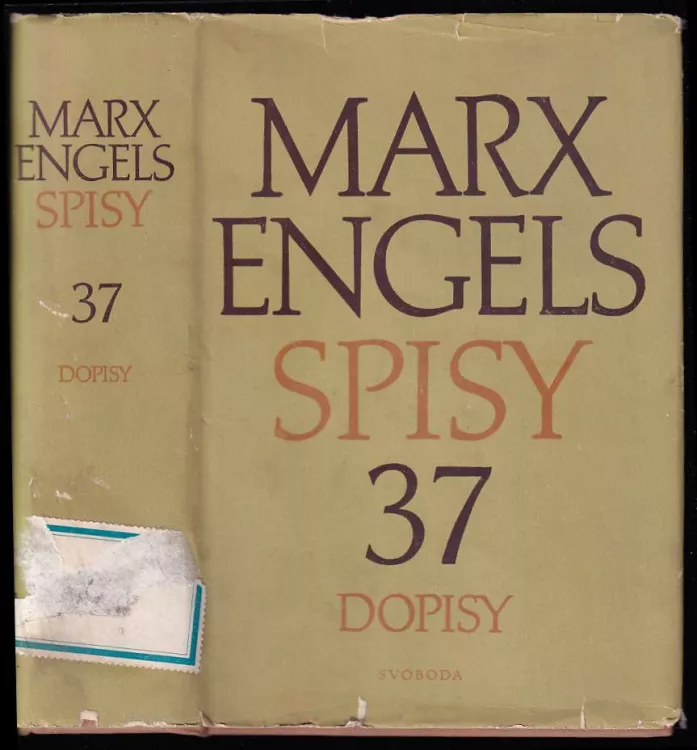 MARX
ENGELS
SPISY
37
DOPISY
MARX
ENGELS
SPISY
37
DOPISY
SVOBODA